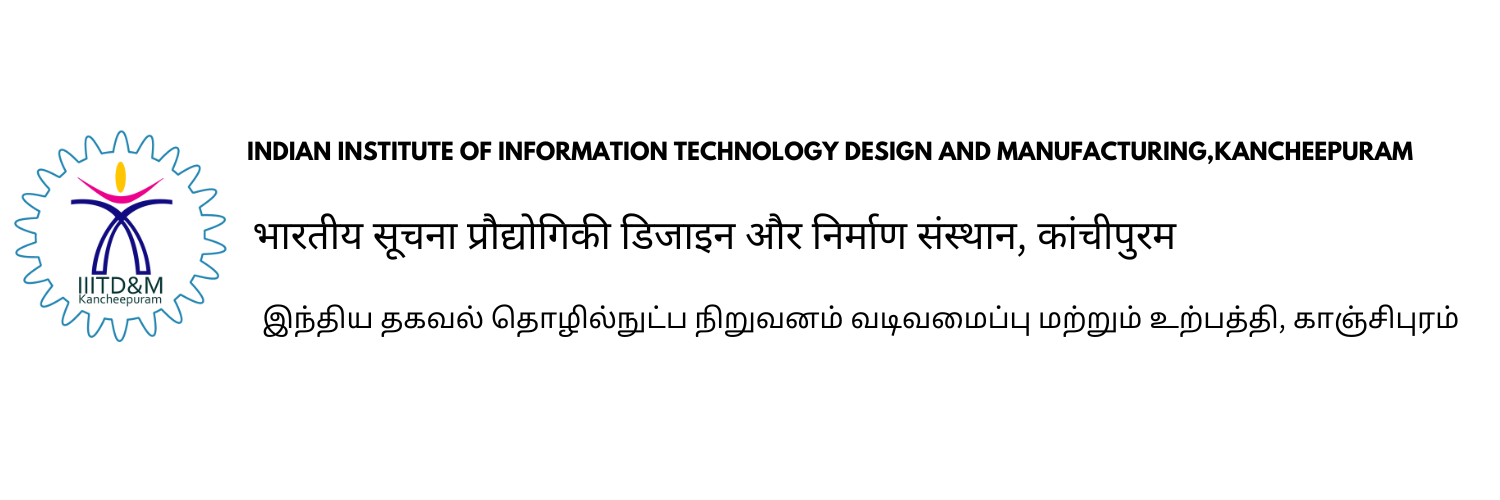 INDIAN INSTITUTE OF INFORMATION TECHNOLOGY DESIGN AND MANUFACTURING,KANCHEEPURAM
भारतीय सूचना प्रौद्योगिकी डिजाइन और निर्माण संस्थान, कांचीपुरम
IIITD&M
Kancheepuram
இந்திய தகவல் தொழில்நுட்ப நிறுவனம் வடிவமைப்பு மற்றும் உற்பத்தி, காஞ்சிபுரம்